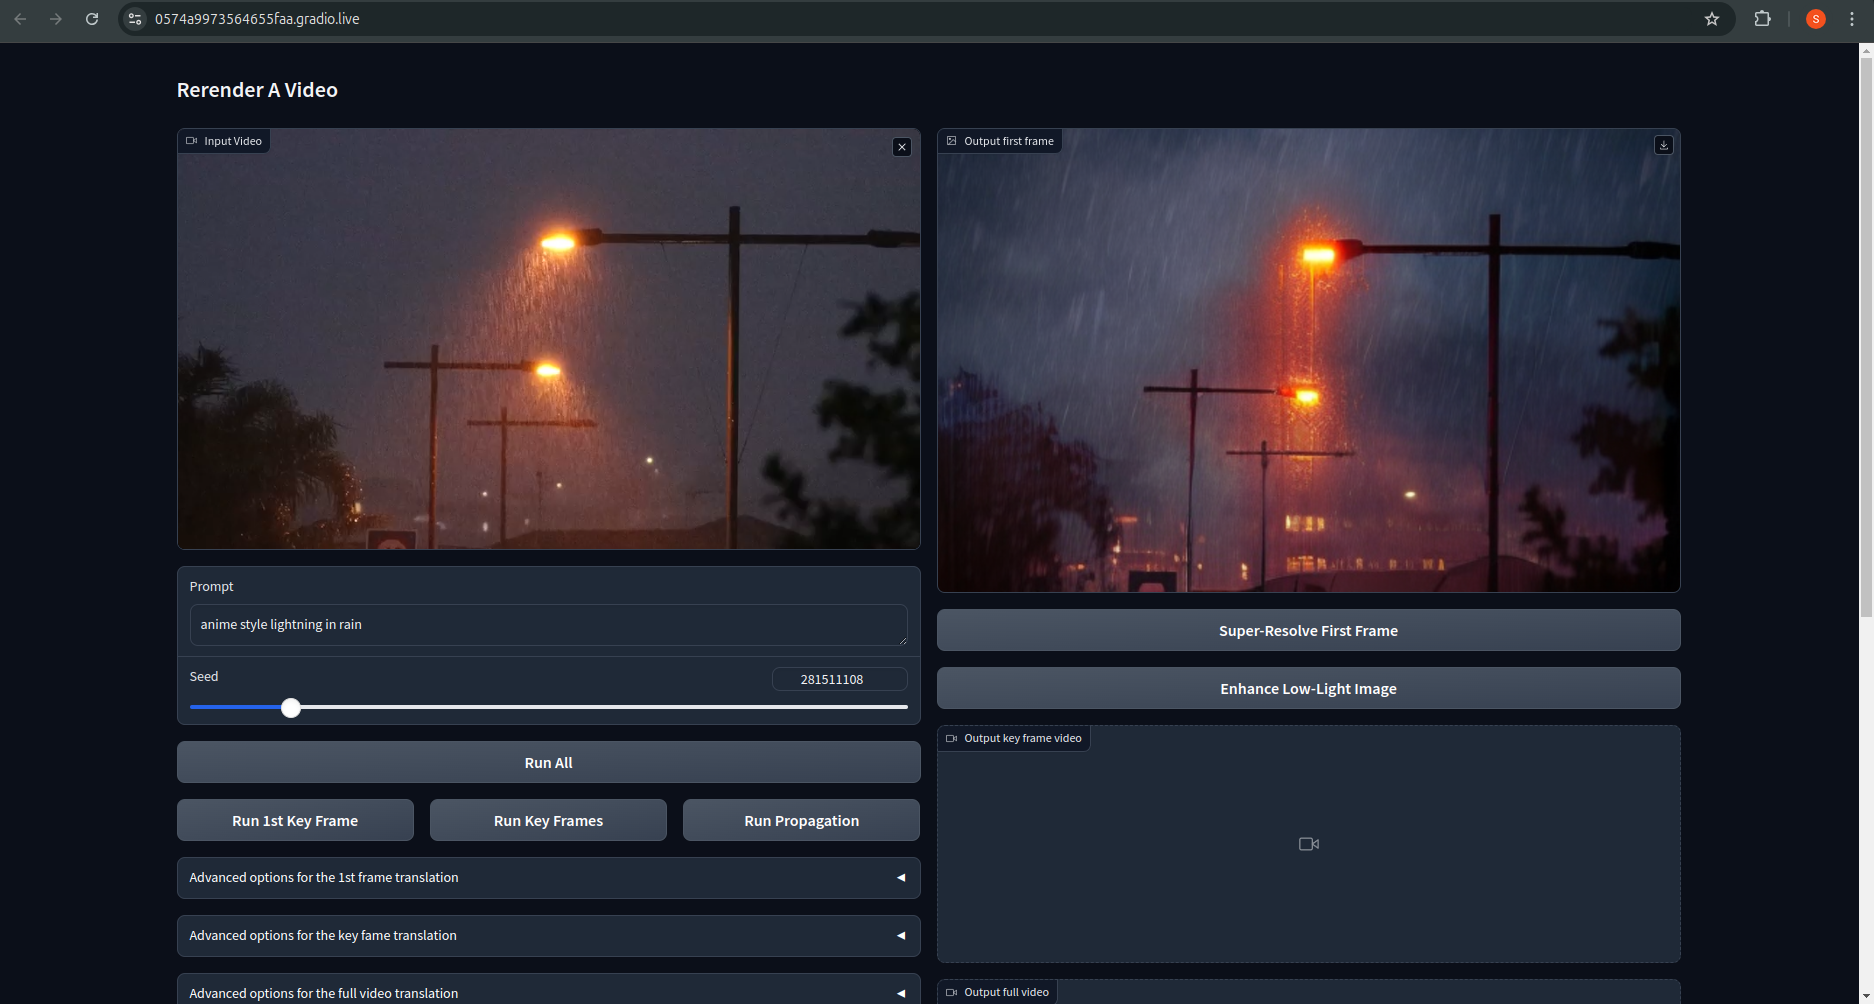 0574a9973564655faa.gradio.live
S
Rerender A Video
Input Video
Output first frame
Prompt
anime style lightning in rain
Seed
281511108
Run All
Run 1st Key Frame
Run Key Frames
Run Propagation
Advanced options for the 1st frame translation
Advanced options for the key fame translation
Advanced options for the full video translation
Super-Resolve First Frame
Enhance Low-Light Image
Output key frame video
Output full video